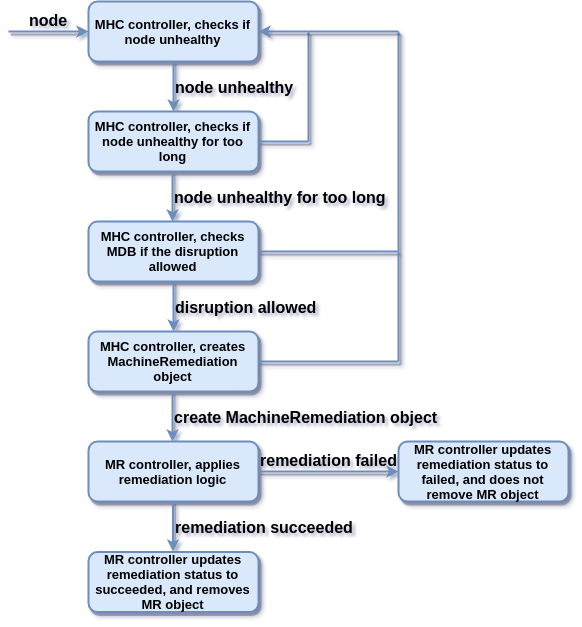 node
MHC controller, checks if
node unhealthy
node unhealthy
MHC controller, checks if
node unhealthy for too
long
node unhealthy for too long
MHC controller, checks
MDB if the disruption
allowed
disruption allowed
MHC controller, creates
MachineRemediation
object
create MachineRemediation object
MR controller, applies
remediation logic
remediation failed
MR controller updates
remediation status to
failed, and does not
remove MR object
remediation succeeded
MR controller updates
remediation status to
succeeded, and removes
MR object